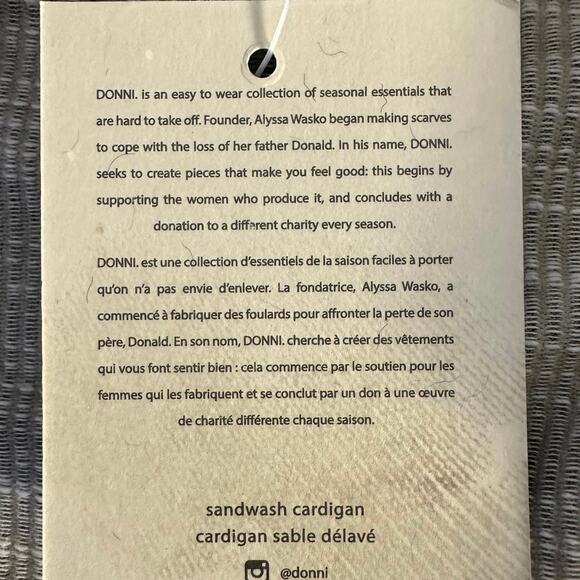 DONNI. is an easy to wear collection of seasonal essentials that
are hard to take off. Founder, Alyssa Wasko began making scarves
to cope with the loss of her father Donald. In his name, DONNI.
seeks to create pieces that make you feel good: this begins by
supporting the women who produce it, and concludes with a
donation to a different charity every season.
DONNI. est une collection d'essentiels de la saison faciles à porter
qu'on n'a pas envie d'enlever. La fondatrice, Alyssa Wasko, a
commencé à fabriquer des foulards pour affronter la perte de son
père, Donald. En son nom, DONNI. cherche à créer des vêtements
qui vous font sentir bien : cela commence par le soutien pour les
femmes qui les fabriquent et se conclut par un don à une œuvre
de charité différente chaque saison.
sandwash cardigan
cardigan sable délavé
@donni